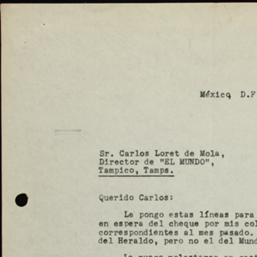 México, D.F
Sr. Carlos Loret de Mola,
Director de "EL MUNDO",
Tampico, Tamps.
Querido Carlos:
Le pongo estas líneas para
en espera del cheque por mis col
correspondientes al mes pasado.
del Heraldo, pero no el del Mund